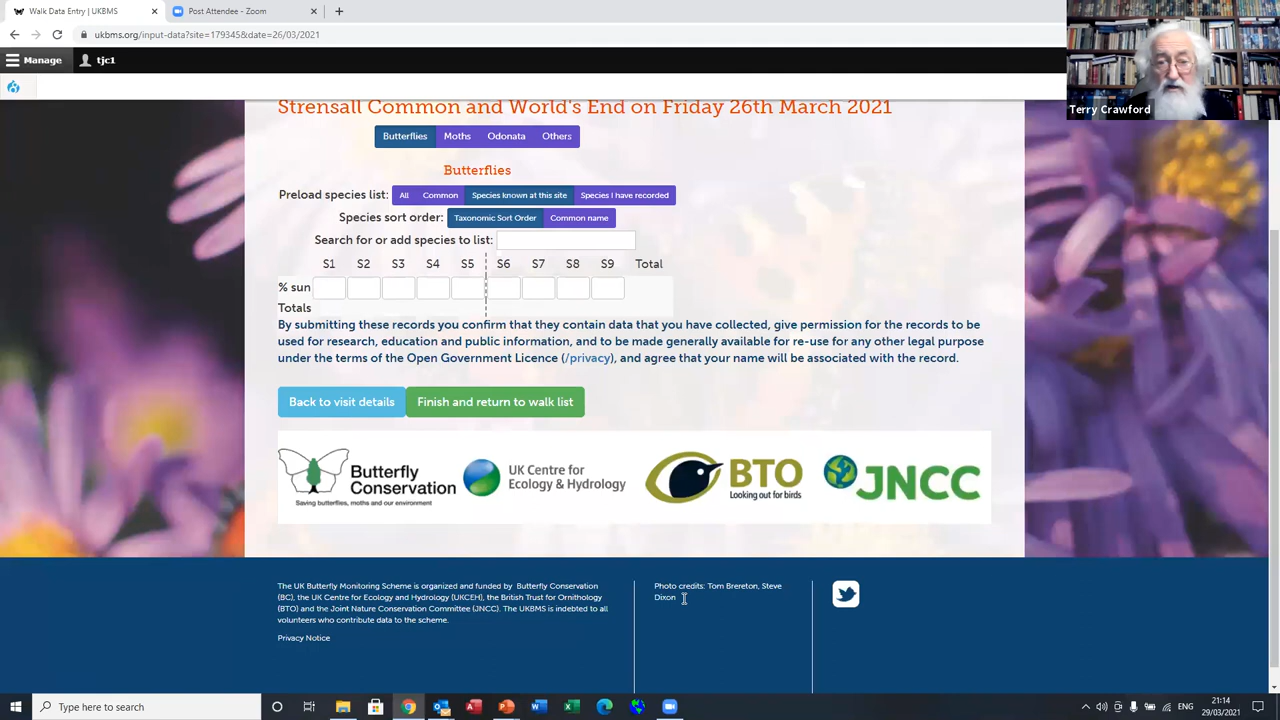 Walk Data Entry | UKBMS
Post Attendee - Zoom
ukbms.org/input-data?site=179345&date=26/03/2021
Manage
tjc1
Terry Crawford
Strensall Common and World's End on Friday 26th March 2021
Butterflies Moths Odonata Others
Butterflies
Preload species list: All Common Species known at this site Species I have recorded
Species sort order: Taxonomic Sort Order Common name
Search for or add species to list:
S1 S2 S3 S4 S5 S6 S7 S8 S9 Total
% sun
Totals
By submitting these records you confirm that they contain data that you have collected, give permission for the records to be
used for research, education and public information, and to be made generally available for re-use for any other legal purpose
under the terms of the Open Government Licence (/privacy), and agree that your name will be associated with the record.
Back to visit details Finish and return to walk list
Butterfly
Conservation
Saving butterflies, moths and our environment
UK Centre for
Ecology & Hydrology
BTO
Looking out for birds
JNCC
The UK Butterfly Monitoring Scheme is organized and funded by Butterfly Conservation
(BC), the UK Centre for Ecology and Hydrology (UKCEH), the British Trust for Ornithology
(BTO) and the Joint Nature Conservation Committee (JNCC). The UKBMS is indebted to all
volunteers who contribute data to the scheme.
Privacy Notice
Photo credits: Tom Brereton, Steve
Dixon
Type here to search
ENG
21:14
29/03/2021